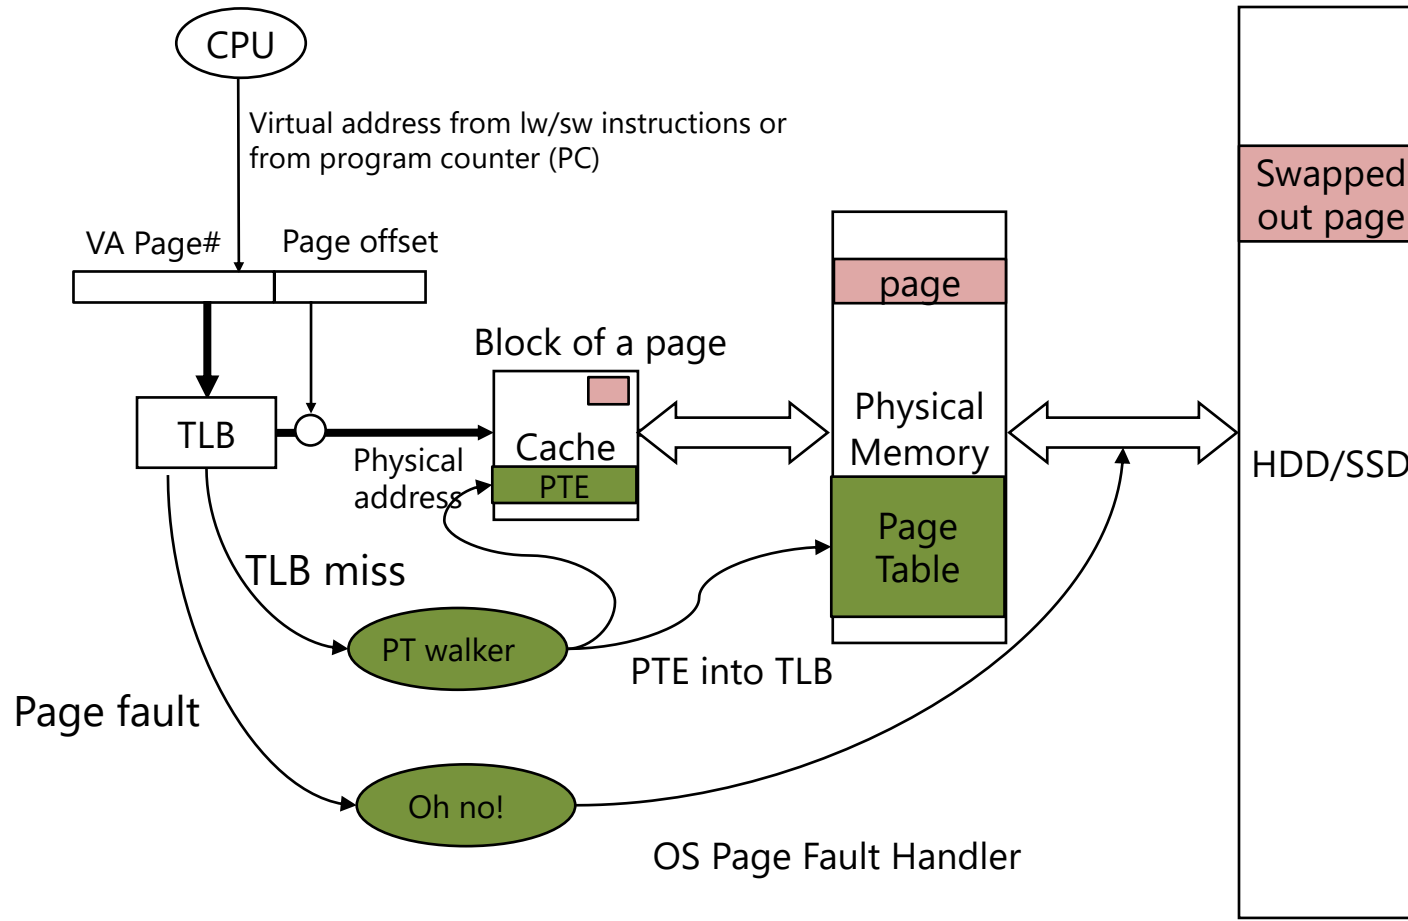 CPU
Virtual address from lw/sw instructions or
from program counter (PC)
VA Page#
Page offset
Swapped
out page
page
Block of a page
TLB
Physical
address
Cache
PTE
Physical
Memory
HDD/SSD
Page
Table
TLB miss
PT walker
PTE into TLB
Page fault
Oh no!
OS Page Fault Handler